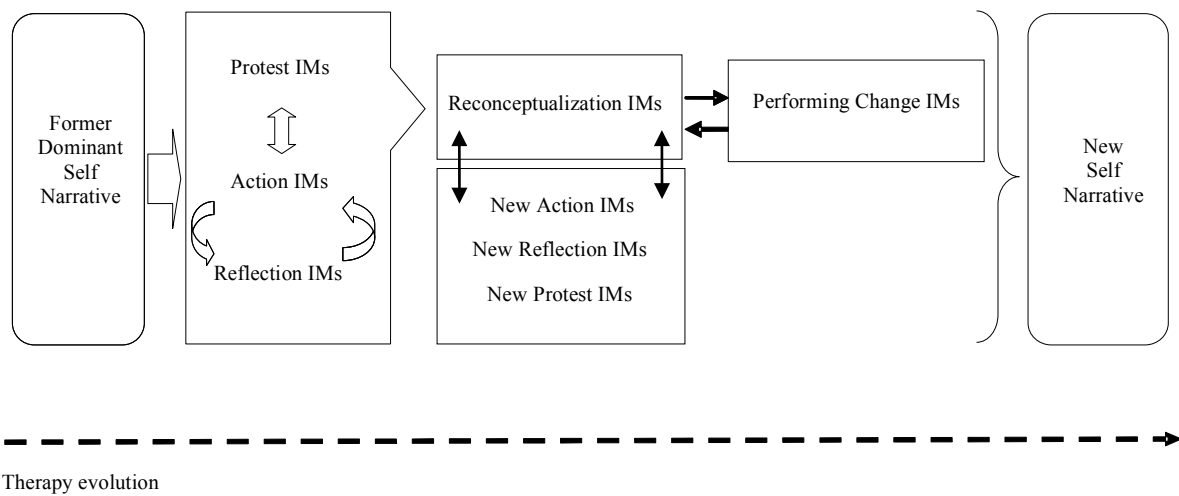 Former
Dominant
Self
Narrative
Protest IMs
Action IMs
Reflection IMs
Reconceptualization IMs
New Action IMs
New Reflection IMs
New Protest IMs
Performing Change IMs
New
Self
Narrative
Therapy evolution